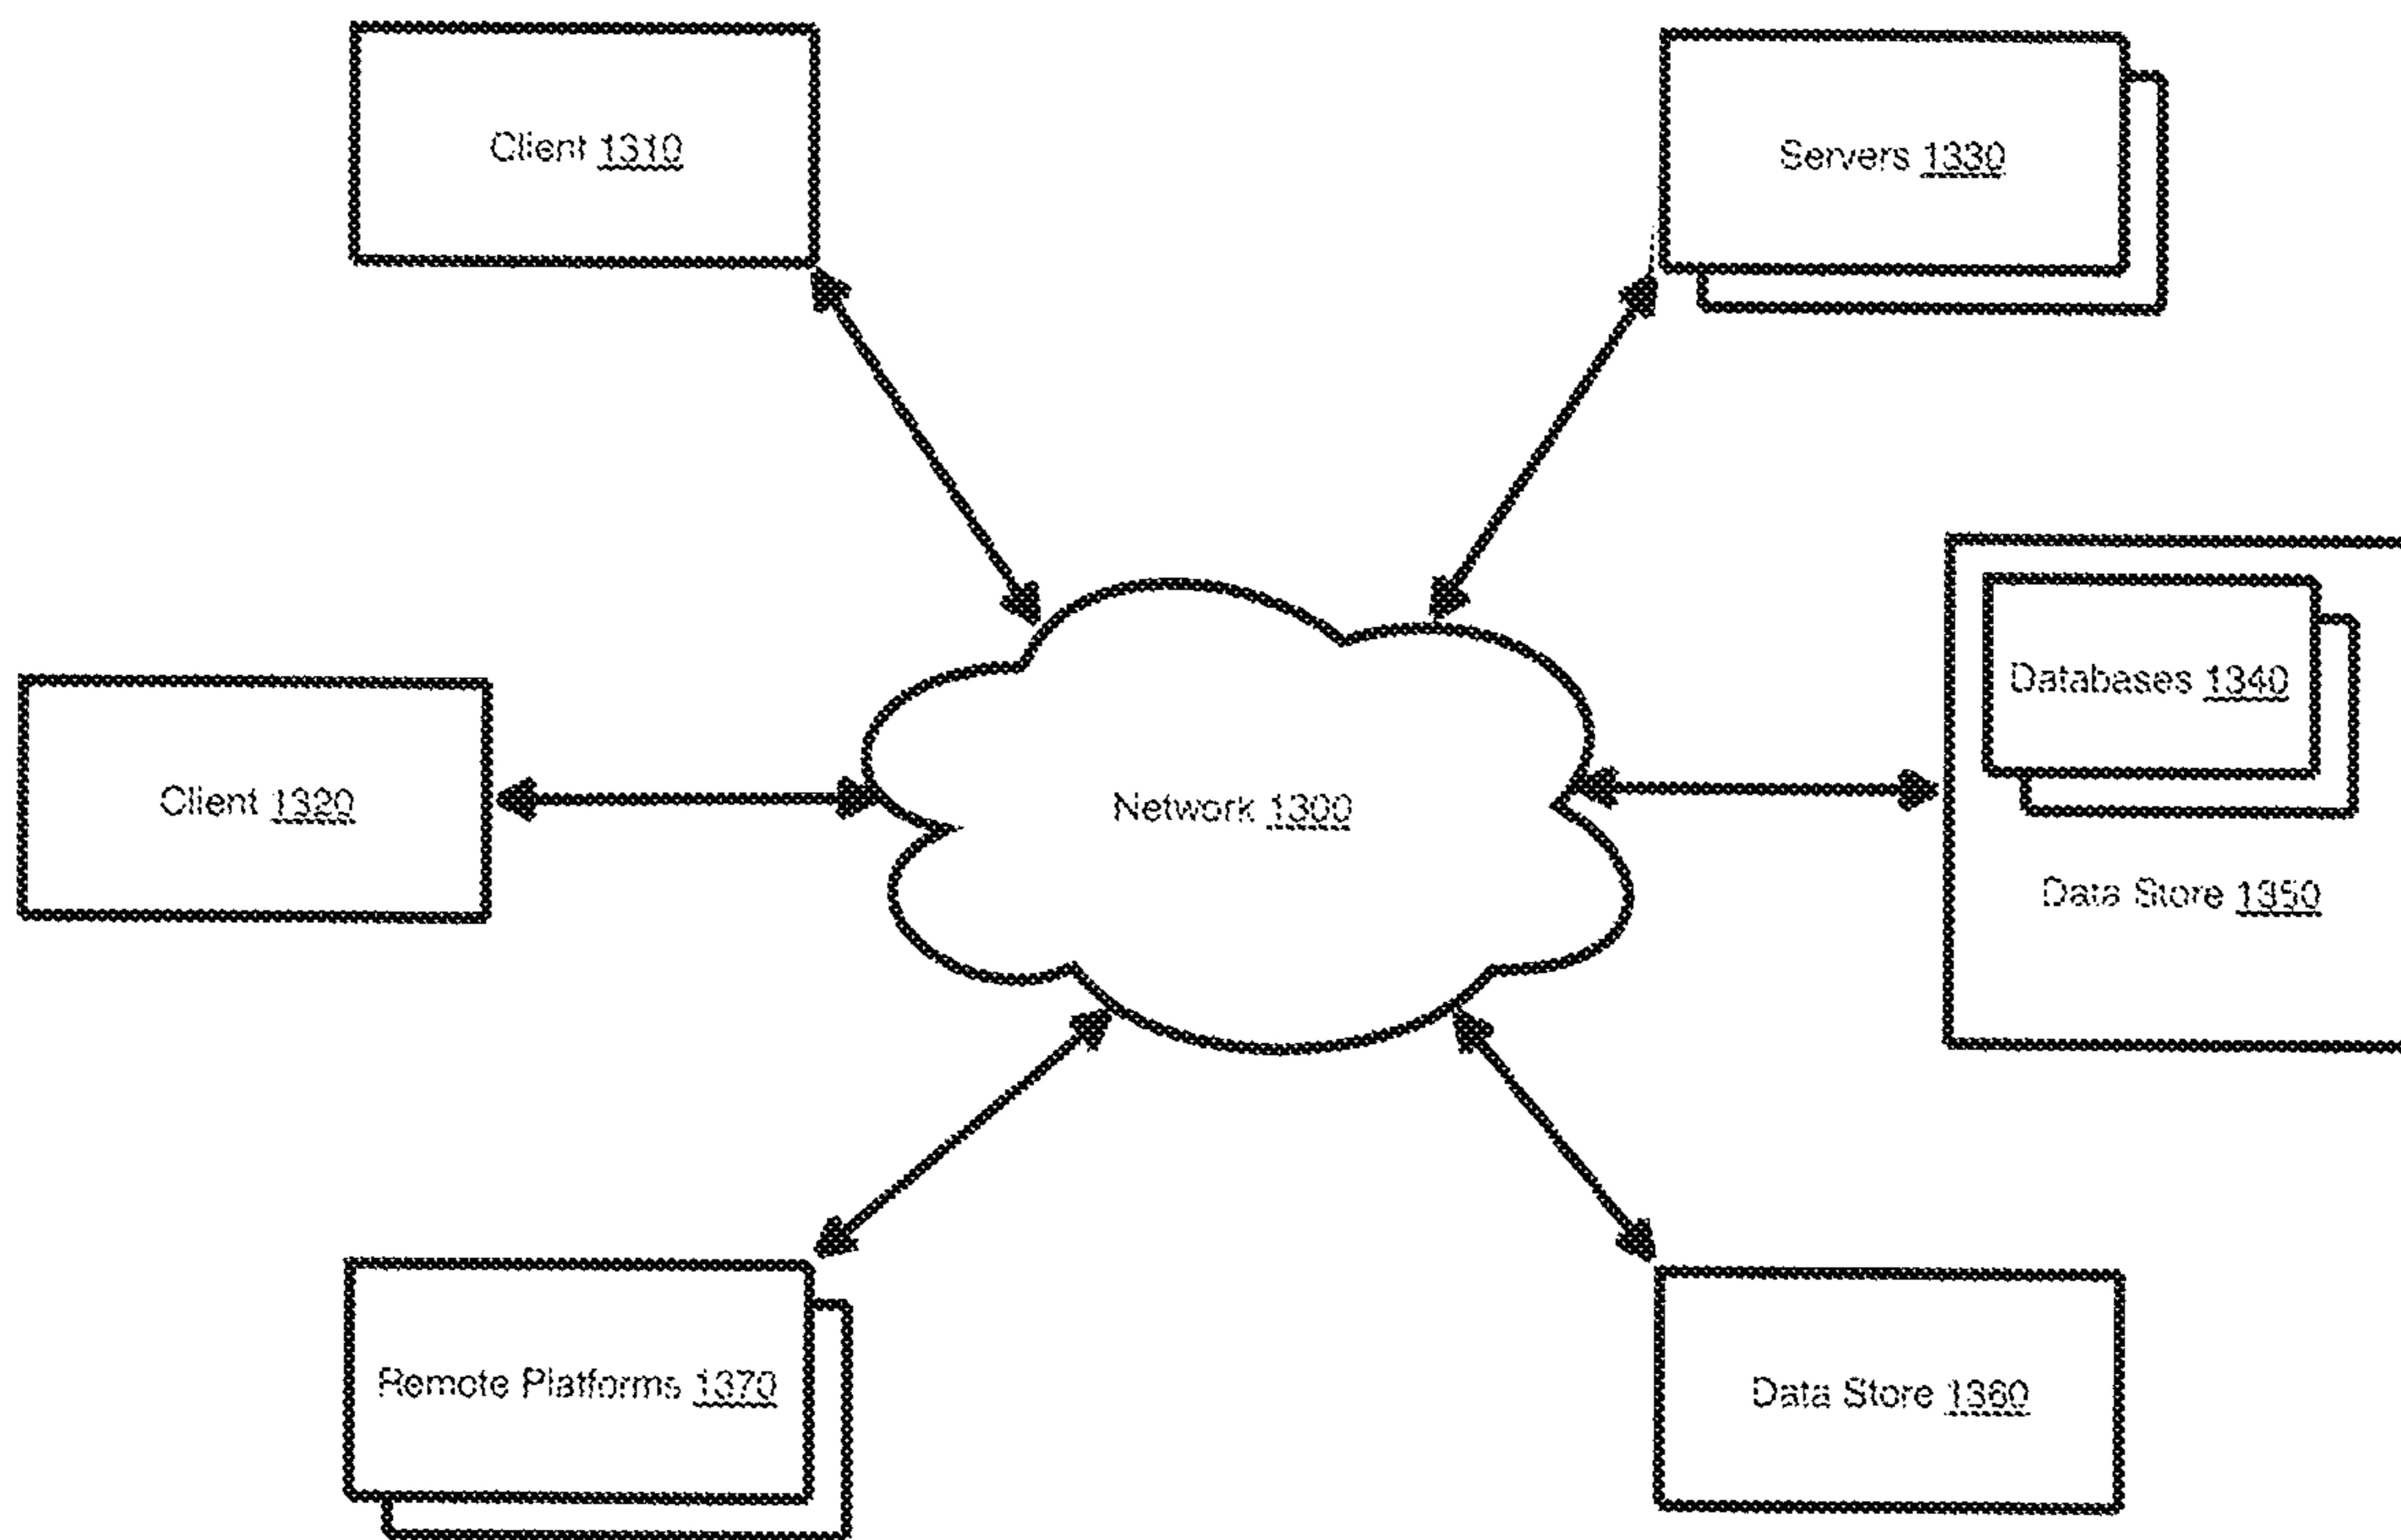 Client 1310
Servers 1330
Databases 1340
Client 1320
Network 1300
Data Store 1350
Remote Platforms 1370
Data Store 1360